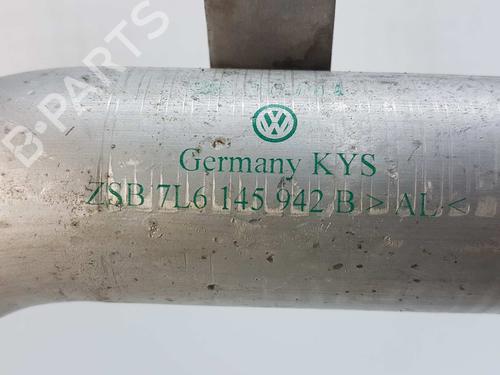 B-PARTS
Germany KYS
ZSB 7L6 145 942 B > AL <